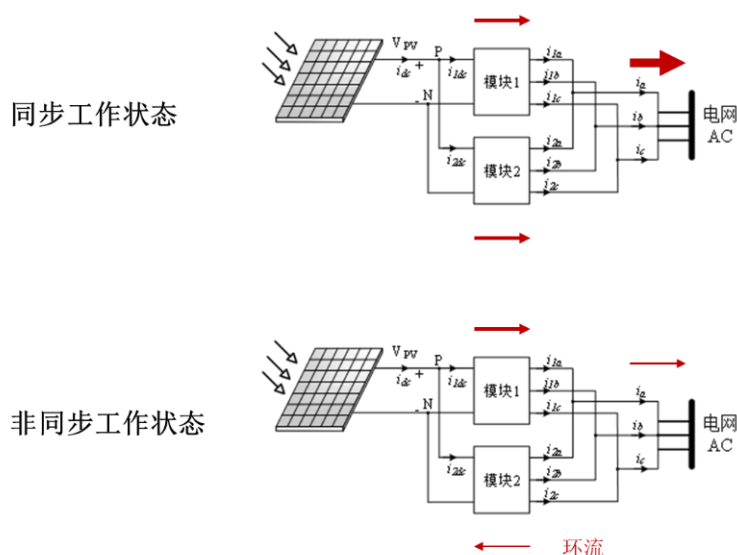 同步工作状态
V PV
i dc
+
P
i 1dc
- N
i 2dc
模块1
i 1a
i 1b
i 1c
模块2
i 2a
i 2b
i 2c
i a
i b
i c
电网
AC
非同步工作状态
V PV
i dc
+
P
i 1dc
- N
i 2dc
模块1
i 1a
i 1b
i 1c
模块2
i 2a
i 2b
i 2c
i a
i b
i c
电网
AC
环流